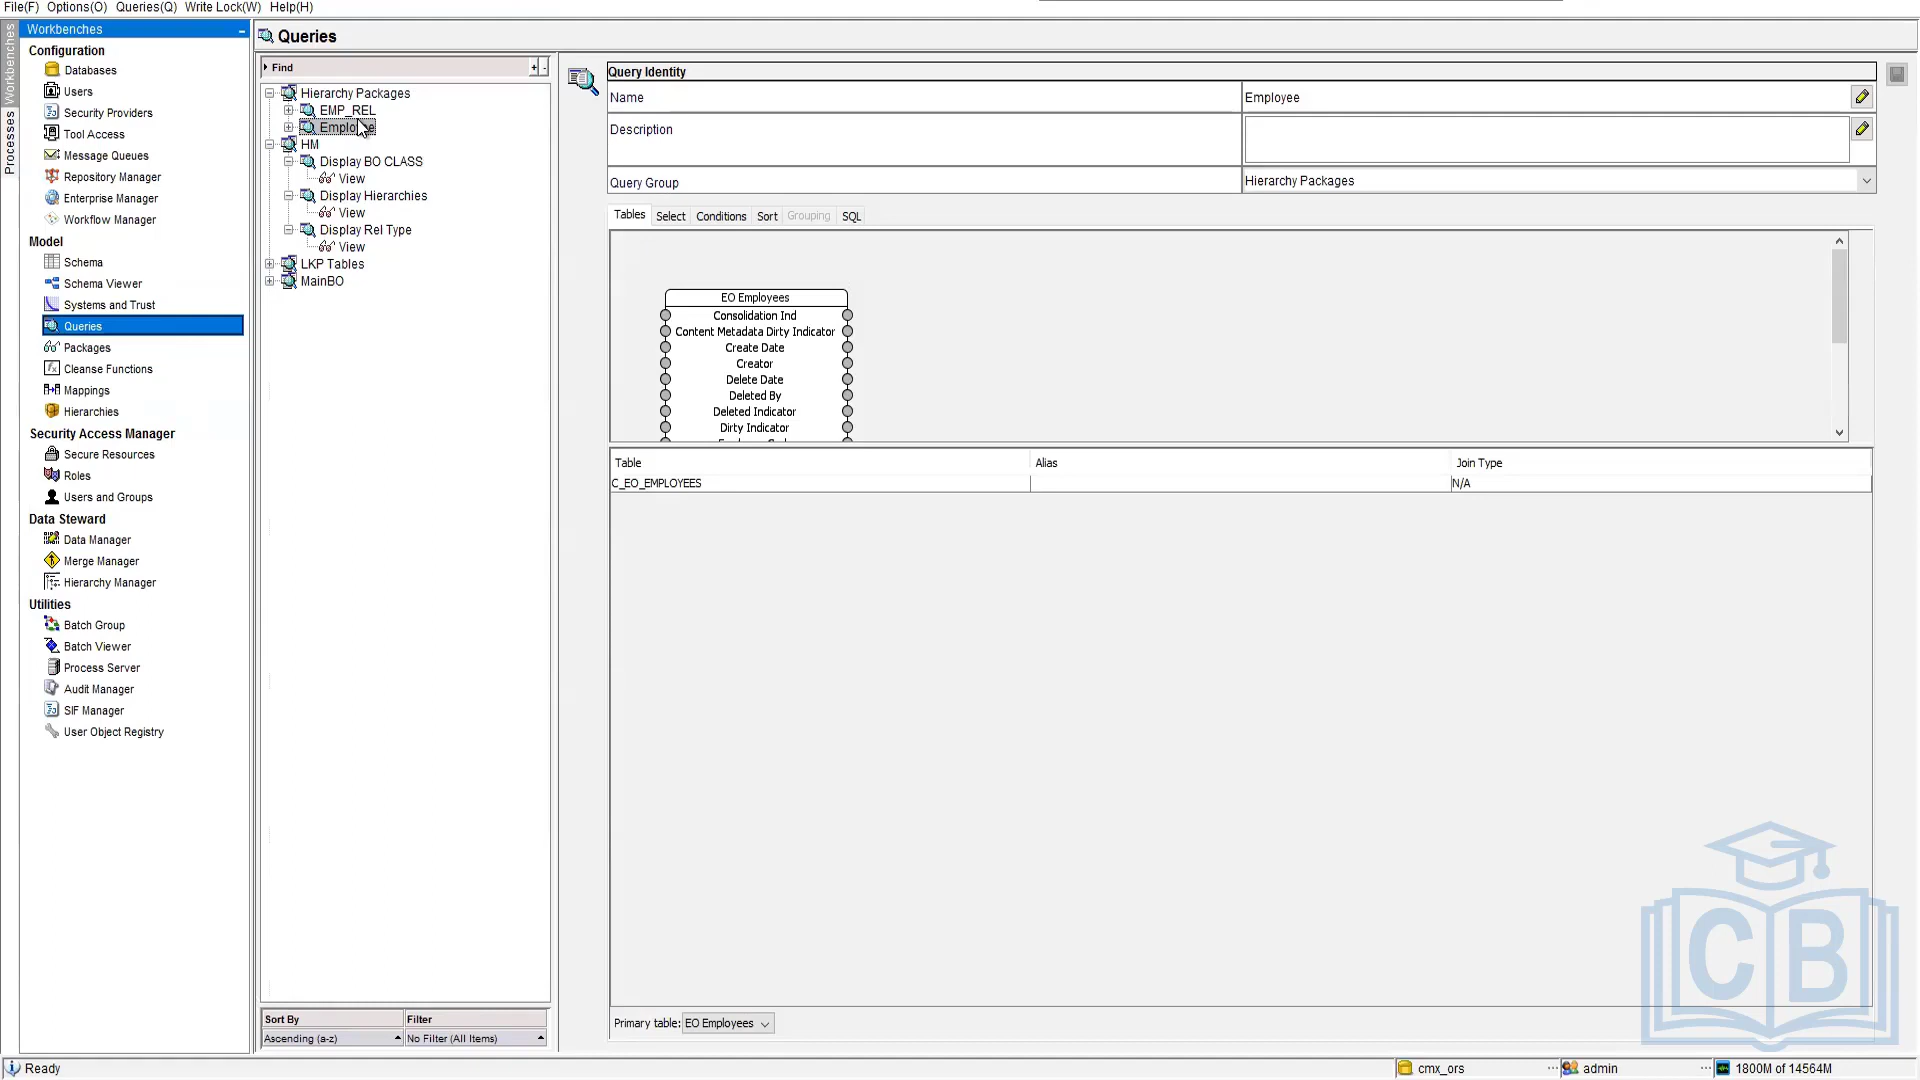 File(F) Options(O) Queries(Q) Write Lock(W) Help(H)
Workbenches
Processes
Workbenches
Configuration
Databases
Users
Security Providers
Tool Access
Message Queues
Repository Manager
Enterprise Manager
Workflow Manager
Model
Schema
Schema Viewer
Systems and Trust
Queries
Packages
Cleanse Functions
Mappings
Hierarchies
Security Access Manager
Secure Resources
Roles
Users and Groups
Data Steward
Data Manager
Merge Manager
Hierarchy Manager
Utilities
Batch Group
Batch Viewer
Process Server
Audit Manager
SIF Manager
User Object Registry
Queries
Find
Hierarchy Packages
EMP_REL
Employee
HM
Display BO CLASS
View
Display Hierarchies
View
Display Rel Type
View
LKP Tables
MainBO
Sort By Filter
Ascending (a-z) No Filter (All Items)
Query Identity
Name Employee
Description
Query Group Hierarchy Packages
Tables Select Conditions Sort Grouping SQL
EO Employees
Consolidation Ind
Content Metadata Dirty Indicator
Create Date
Creator
Delete Date
Deleted By
Deleted Indicator
Dirty Indicator
Table Alias Join Type
C_EO_EMPLOYEES N/A
Primary table: EO Employees
CB
Ready cmx_ors admin 1800M of 14564M